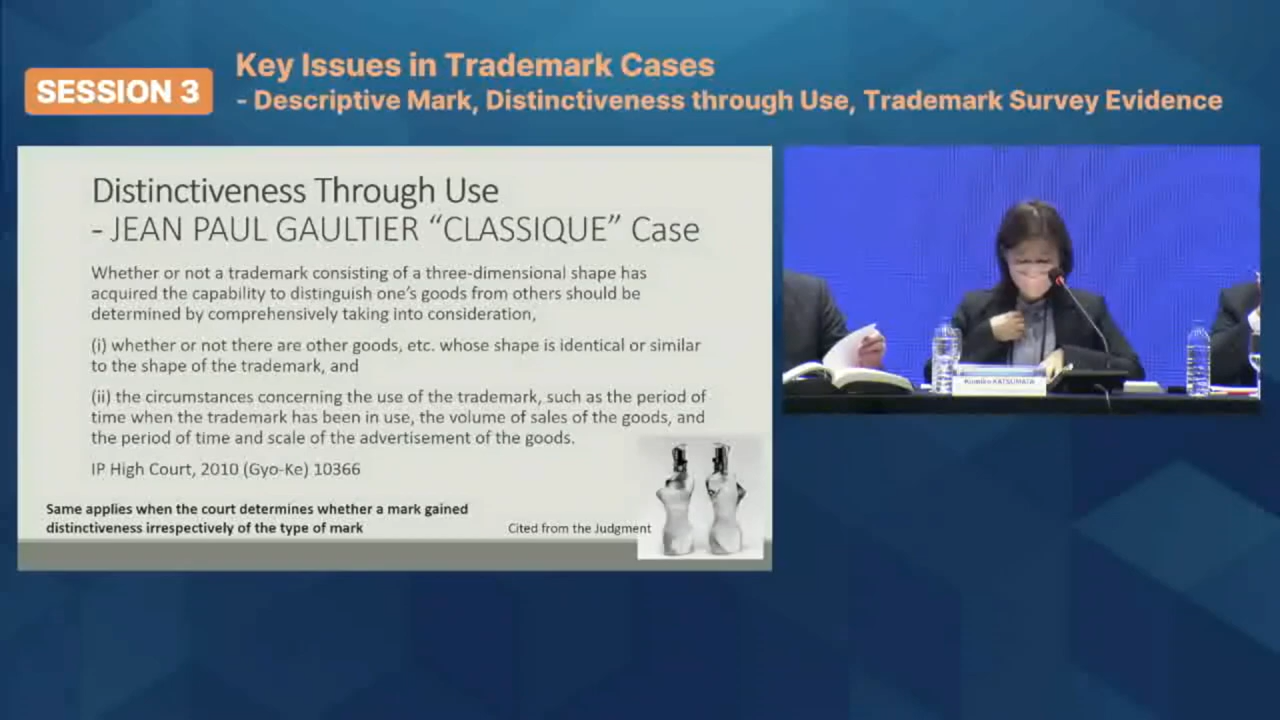 SESSION 3
Key Issues in Trademark Cases
- Descriptive Mark, Distinctiveness through Use, Trademark Survey Evidence
Distinctiveness Through Use
- JEAN PAUL GAULTIER “CLASSIQUE” Case
Whether or not a trademark consisting of a three-dimensional shape has
acquired the capability to distinguish one’s goods from others should be
determined by comprehensively taking into consideration,
(i) whether or not there are other goods, etc. whose shape is identical or similar
to the shape of the trademark, and
(ii) the circumstances concerning the use of the trademark, such as the period of
time when the trademark has been in use, the volume of sales of the goods, and
the period of time and scale of the advertisement of the goods.
IP High Court, 2010 (Gyo-Ke) 10366
Same applies when the court determines whether a mark gained
distinctiveness irrespectively of the type of mark
Cited from the Judgment
Kumiko KATSUMATA